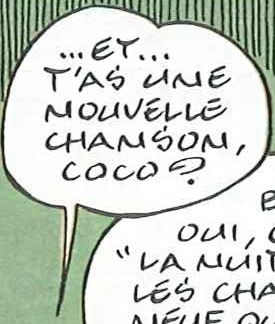 ... ET ...
T'AS UNE
NOUVELLE
CHANSON,
COCO ?
OUI,
"LA NUIT
LES CHA